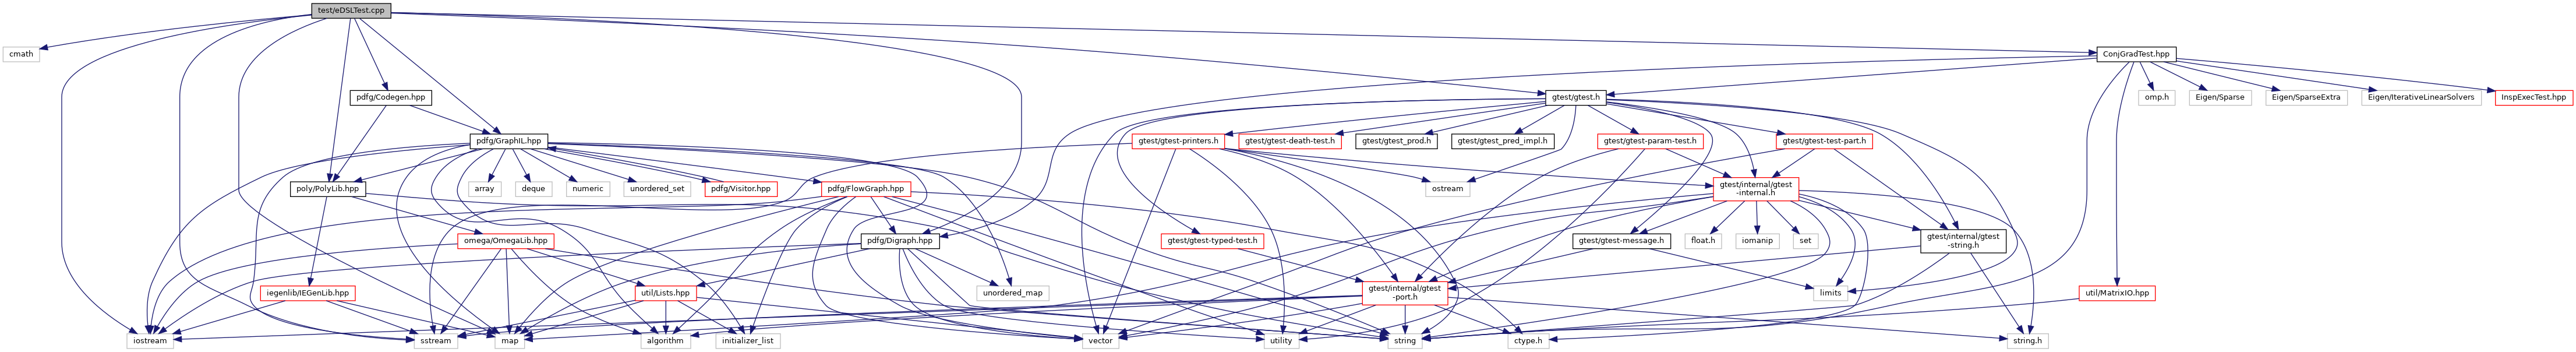 test/eDSLTest.cpp
cmath
ConjGradTest.hpp
pdfg/Codegen.hpp
gtest/gtest.h
omp.h
Eigen/Sparse
Eigen/SparseExtra
Eigen/IterativeLinearSolvers
InspExecTest.hpp
pdfg/GraphIL.hpp
gtest/gtest-printers.h
gtest/gtest-death-test.h
gtest/gtest_prod.h
gtest/gtest_pred_impl.h
gtest/gtest-param-test.h
gtest/gtest-test-part.h
poly/PolyLib.hpp
array
deque
numeric
unordered_set
pdfg/Visitor.hpp
pdfg/FlowGraph.hpp
ostream
gtest/internal/gtest
-internal.h
omega/OmegaLib.hpp
pdfg/Digraph.hpp
gtest/gtest-typed-test.h
gtest/gtest-message.h
float.h
iomanip
set
gtest/internal/gtest
-string.h
iegenlib/IEGenLib.hpp
util/Lists.hpp
unordered_map
gtest/internal/gtest
-port.h
limits
util/MatrixIO.hpp
iostream
sstream
map
algorithm
initializer_list
vector
utility
string
ctype.h
string.h